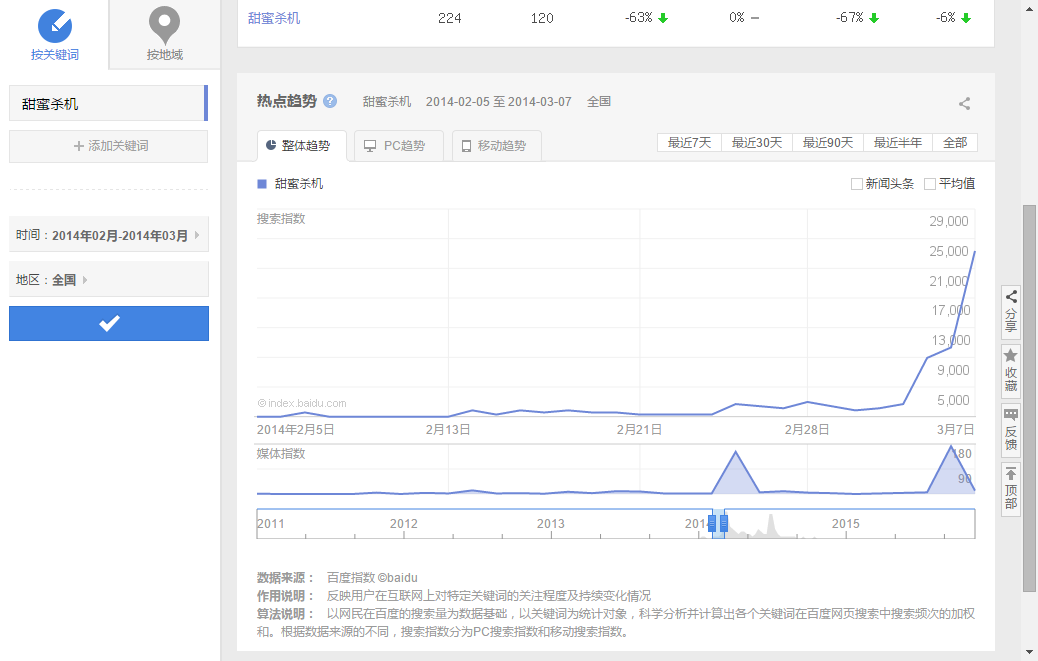 按关键词
按地域
甜蜜杀机 224 120 -63% 0% -67% -6%
甜蜜杀机
+ 添加关键词
时间：2014年02月-2014年03月
地区：全国
热点趋势 ? 甜蜜杀机 2014-02-05 至 2014-03-07 全国
整体趋势 PC趋势 移动趋势
最近7天 最近30天 最近90天 最近半年 全部
甜蜜杀机
新闻头条 平均值
搜索指数
29,000
25,000
21,000
17,000
13,000
9,000
5,000
©index.baidu.com
2014年2月5日 2月13日 2月21日 2月28日 3月7日
媒体指数
180
90
2011 2012 2013 2014 2015
数据来源： 百度指数 ©baidu
作用说明： 反映用户在互联网上对特定关键词的关注程度及持续变化情况
算法说明： 以网民在百度的搜索量为数据基础，以关键词为统计对象，科学分析并计算出各个关键词在百度网页搜索中搜索频次的加权
和。根据数据来源的不同，搜索指数分为PC搜索指数和移动搜索指数。
分享
收藏
反馈
顶部